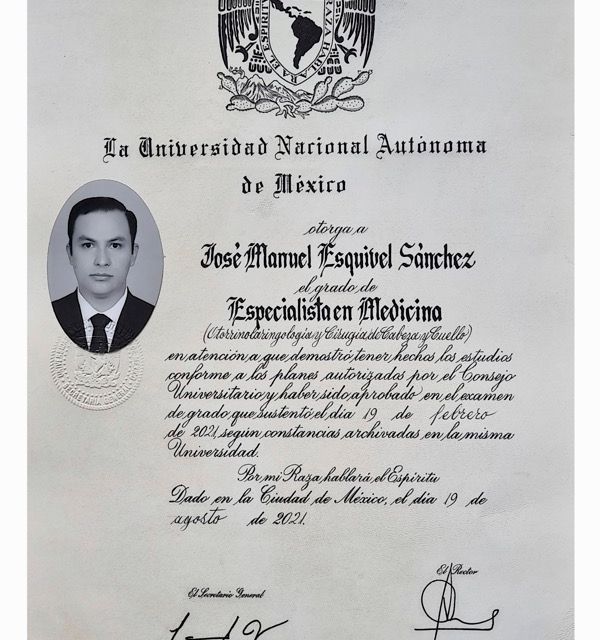 EL ESPIRIT
RAZA HABLARA
La Universidad Nacional Autónoma
de México
otorga a
José Manuel Esquivel Sánchez
el grado de
Especialista en Medicina
(Otorrinolaringología y Cirugía de Cabeza y Cuello)
en atención a que demostró tener hechos los estudios
conforme a los planes autorizados por el Consejo
Universitario y haber sido aprobado en el examen
de grado que sustentó el día 19 de febrero
de 2021, según constancias archivadas en la misma
Universidad.
Por mi Raza hablará el Espíritu
Dado en la Ciudad de México, el día 19 de
agosto de 2021.
El Rector
El Secretario General